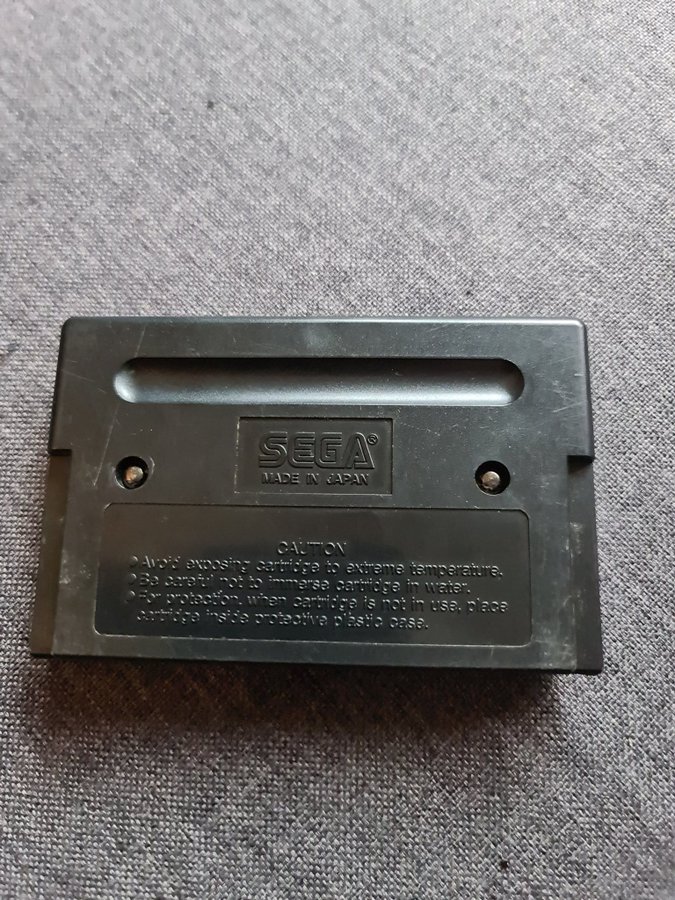 SEGA®
MADE IN JAPAN
CAUTION
●Avoid exposing cartridge to extreme temperature.
●Be careful not to immerse cartridge in water.
●For protection, when cartridge is not in use, place
cartridge inside protective plastic case.